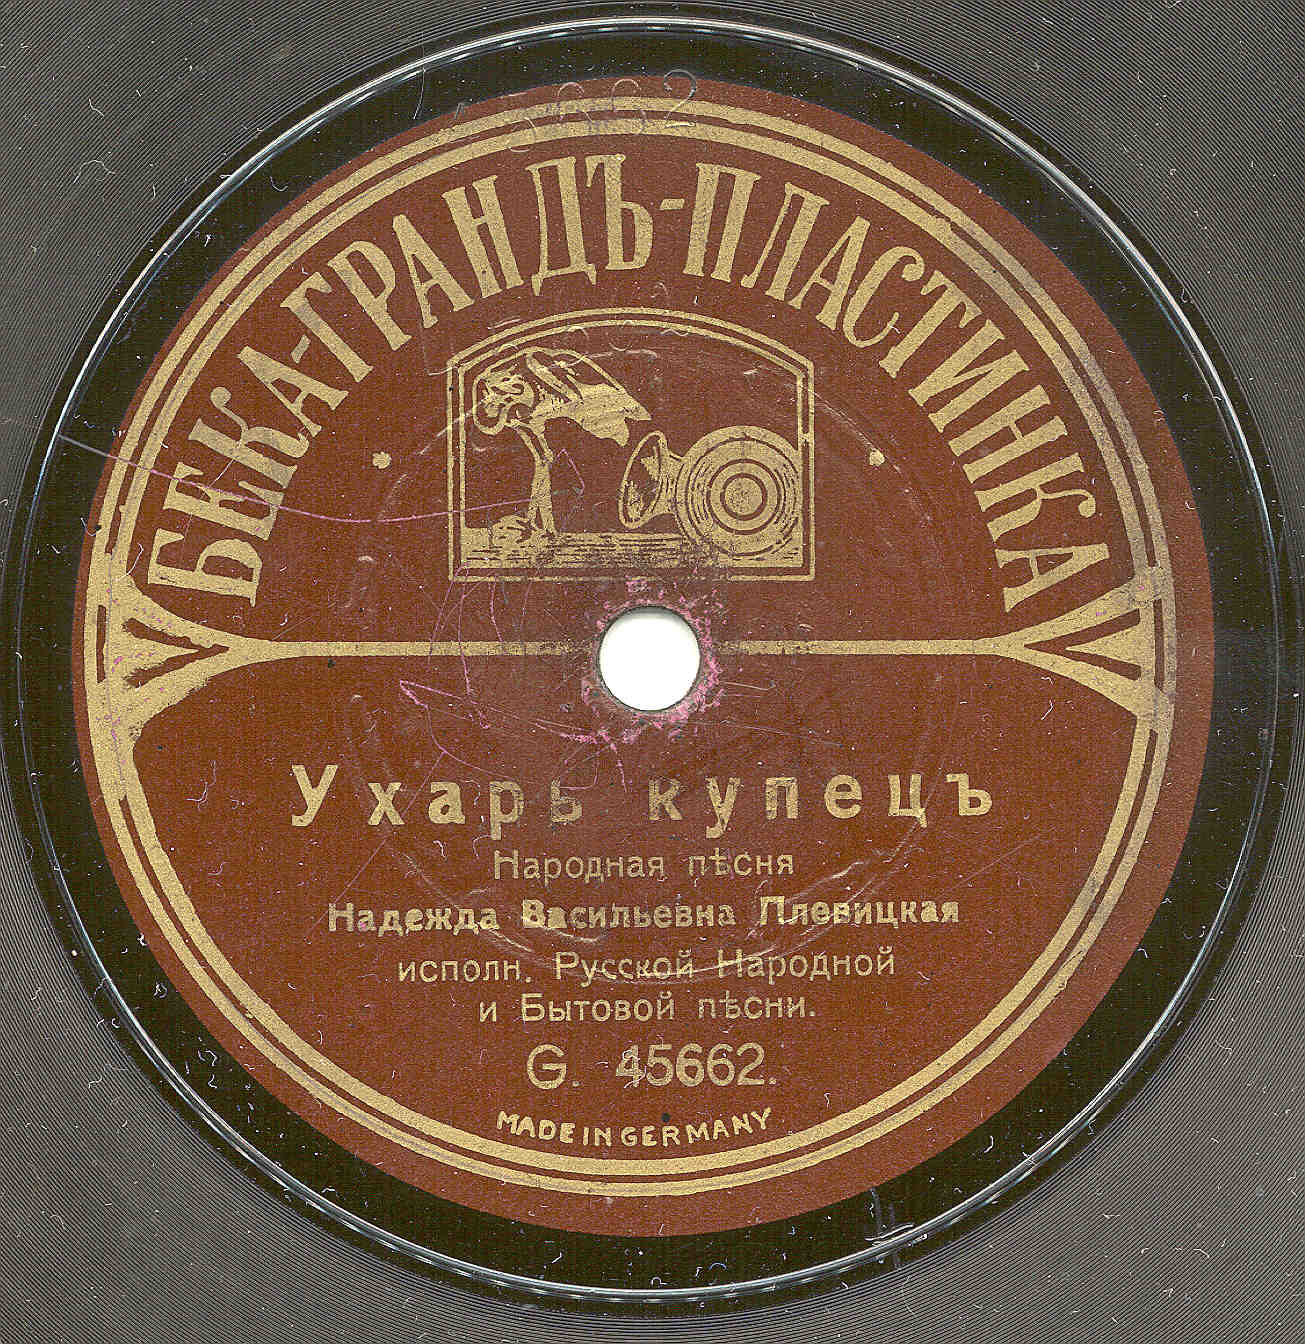 БЕКА-ГРАНДЪ-ПЛАСТИНКА
Ухарь купецъ
Народная пѣсня
Надежда Васильевна Плевицкая
исполн. Русской Народной
и Бытовой пѣсни.
G. 45662.
MADE IN GERMANY